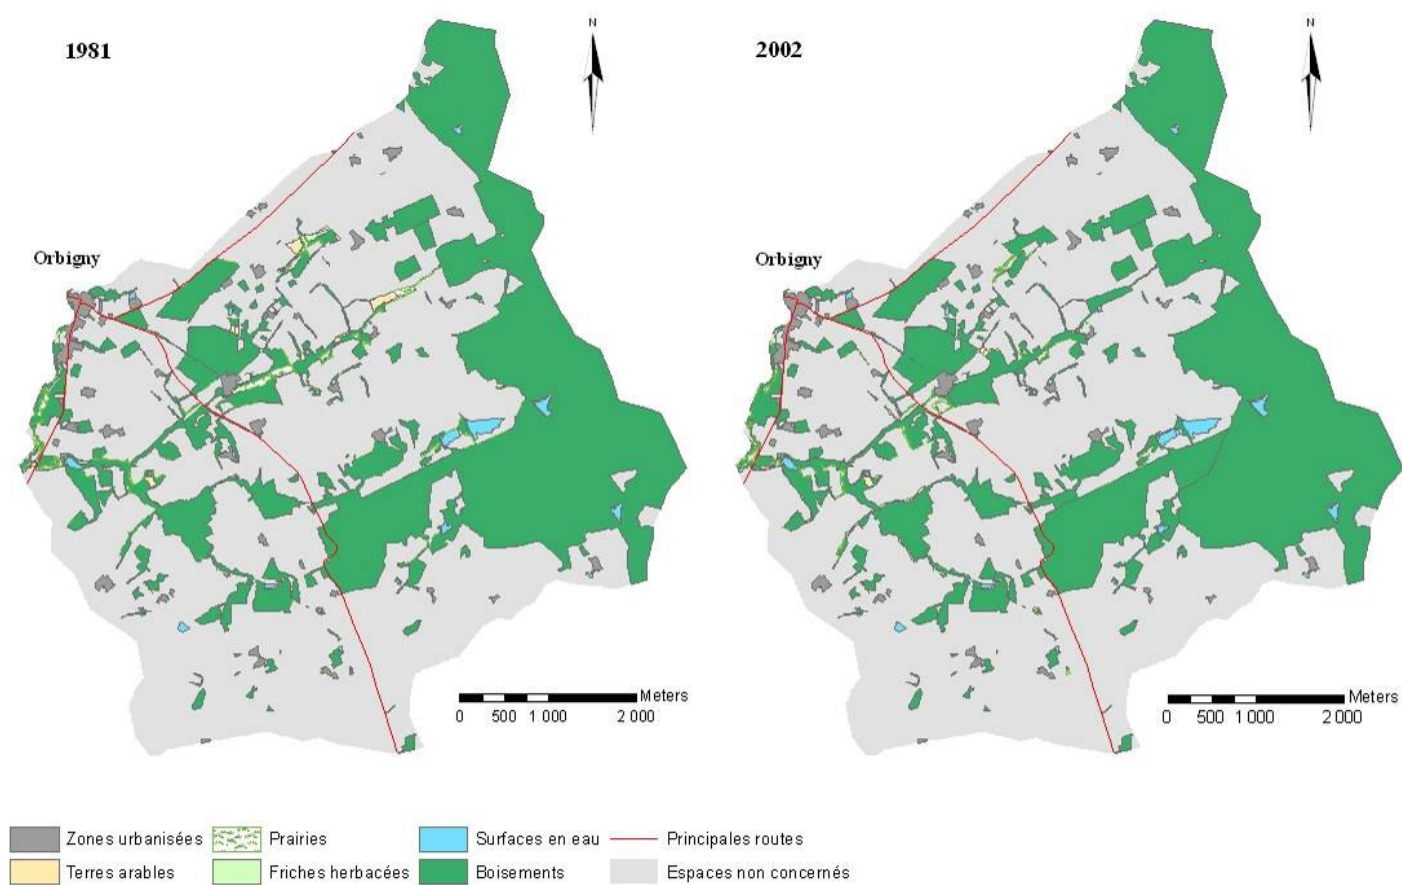 1981
N
2002
N
Orbigny
Orbigny
Meters
0 500 1 000 2 000
Meters
0 500 1 000 2 000
Zones urbanisées
Prairies
Surfaces en eau
Principales routes
Terres arables
Friches herbacées
Boisements
Espaces non concernés